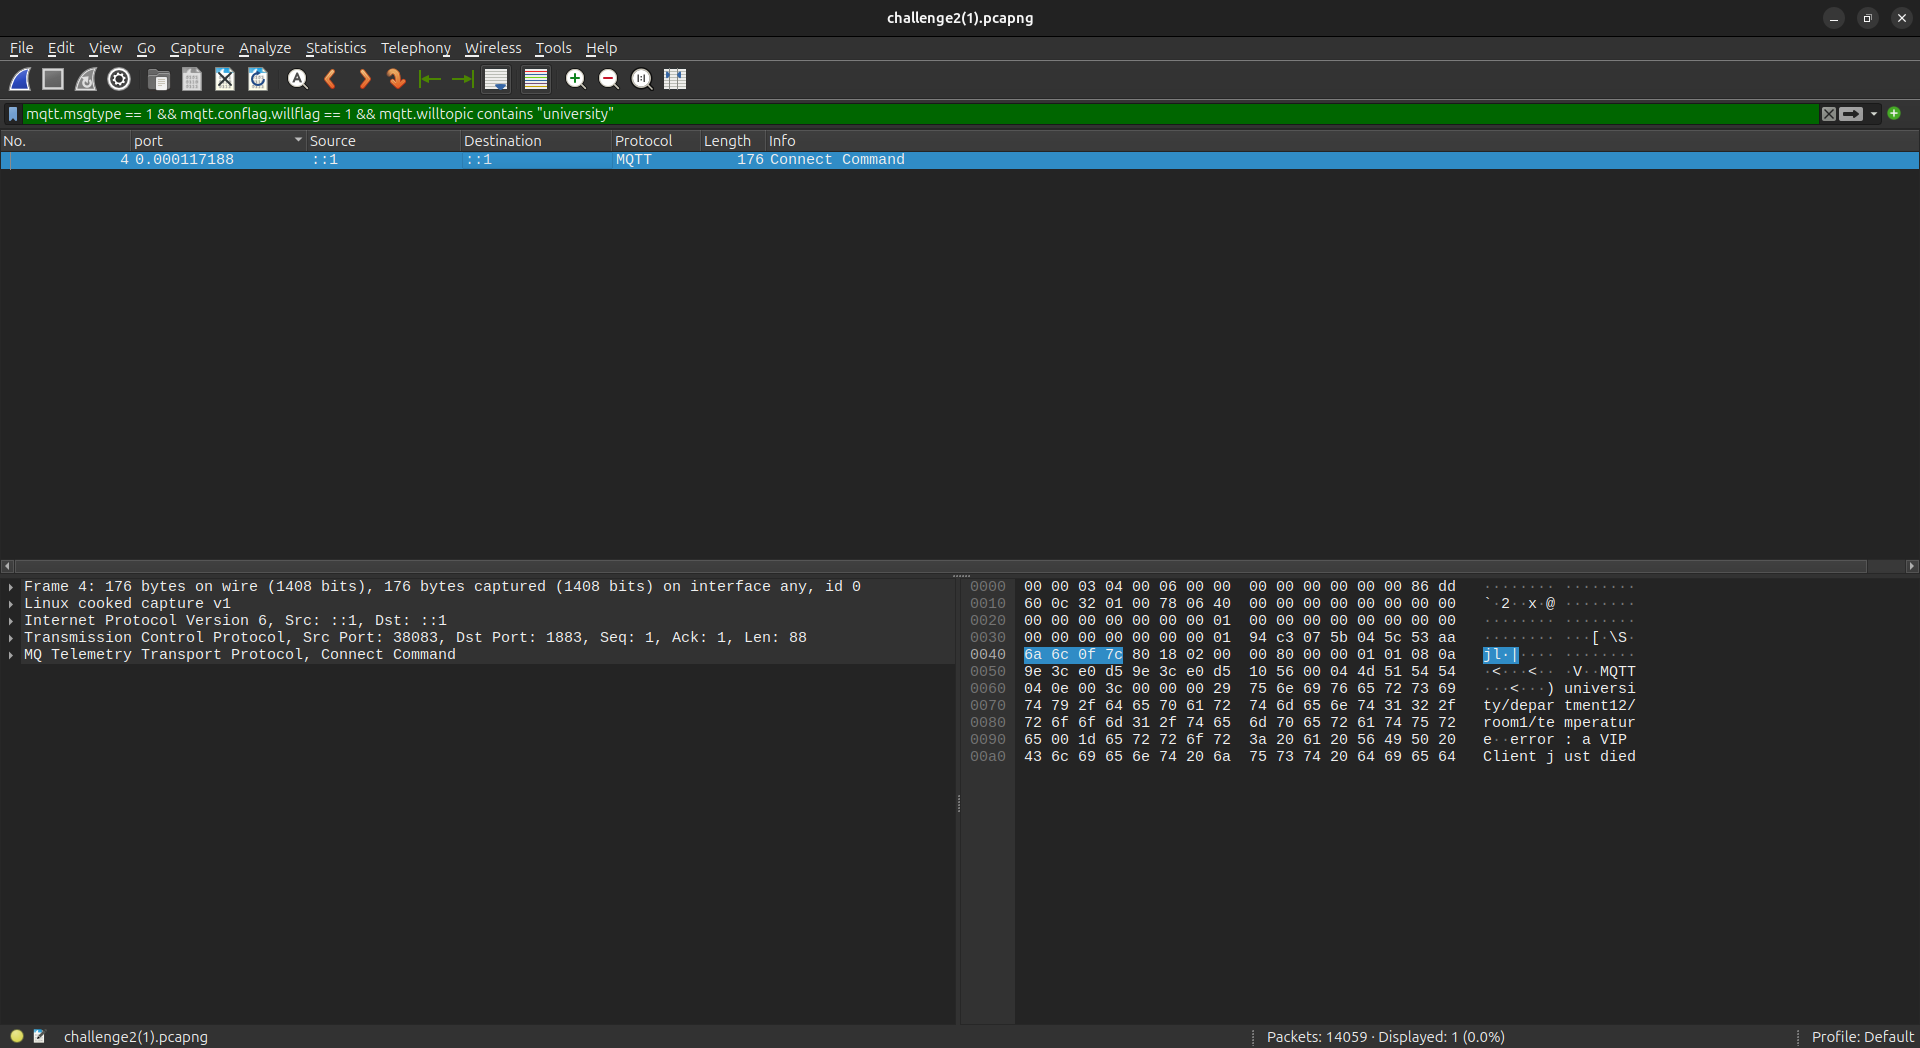 challenge2(1).pcapng
File Edit View Go Capture Analyze Statistics Telephony Wireless Tools Help
mqtt.msgtype == 1 && mqtt.conflag.willflag == 1 && mqtt.willtopic contains "university"
No. port Source Destination Protocol Length Info
4 0.000117188 ::1 ::1 MQTT 176 Connect Command
Frame 4: 176 bytes on wire (1408 bits), 176 bytes captured (1408 bits) on interface any, id 0
Linux cooked capture v1
Internet Protocol Version 6, Src: ::1, Dst: ::1
Transmission Control Protocol, Src Port: 38083, Dst Port: 1883, Seq: 1, Ack: 1, Len: 88
MQ Telemetry Transport Protocol, Connect Command
0000 00 00 03 04 00 06 00 00 00 00 00 00 00 00 86 dd ········ ········
0010 60 0c 32 01 00 78 06 40 00 00 00 00 00 00 00 00 `·2··x·@ ········
0020 00 00 00 00 00 00 00 01 00 00 00 00 00 00 00 00 ········ ········
0030 00 00 00 00 00 00 00 01 94 c3 07 5b 04 5c 53 aa ········ ···[·\S·
0040 6a 6c 0f 7c 80 18 02 00 00 80 00 00 01 01 08 0a jl·|···· ········
0050 9e 3c e0 d5 9e 3c e0 d5 10 56 00 04 4d 51 54 54 ·<···<·· ·V··MQTT
0060 04 0e 00 3c 00 00 00 29 75 6e 69 76 65 72 73 69 ···<···) universi
0070 74 79 2f 64 65 70 61 72 74 6d 65 6e 74 31 32 2f ty/depar tment12/
0080 72 6f 6f 6d 31 2f 74 65 6d 70 65 72 61 74 75 72 room1/te mperatur
0090 65 00 1d 65 72 72 6f 72 3a 20 61 20 56 49 50 20 e··error : a VIP
00a0 43 6c 69 65 6e 74 20 6a 75 73 74 20 64 69 65 64 Client j ust died
challenge2(1).pcapng
Packets: 14059 · Displayed: 1 (0.0%)
Profile: Default